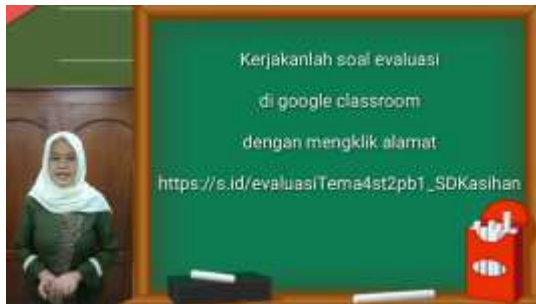 Kerjakanlah soal evaluasi
di google classroom
dengan mengklik alamat
https://s.id/evaluasiTema4st2pb1_SDKasihan